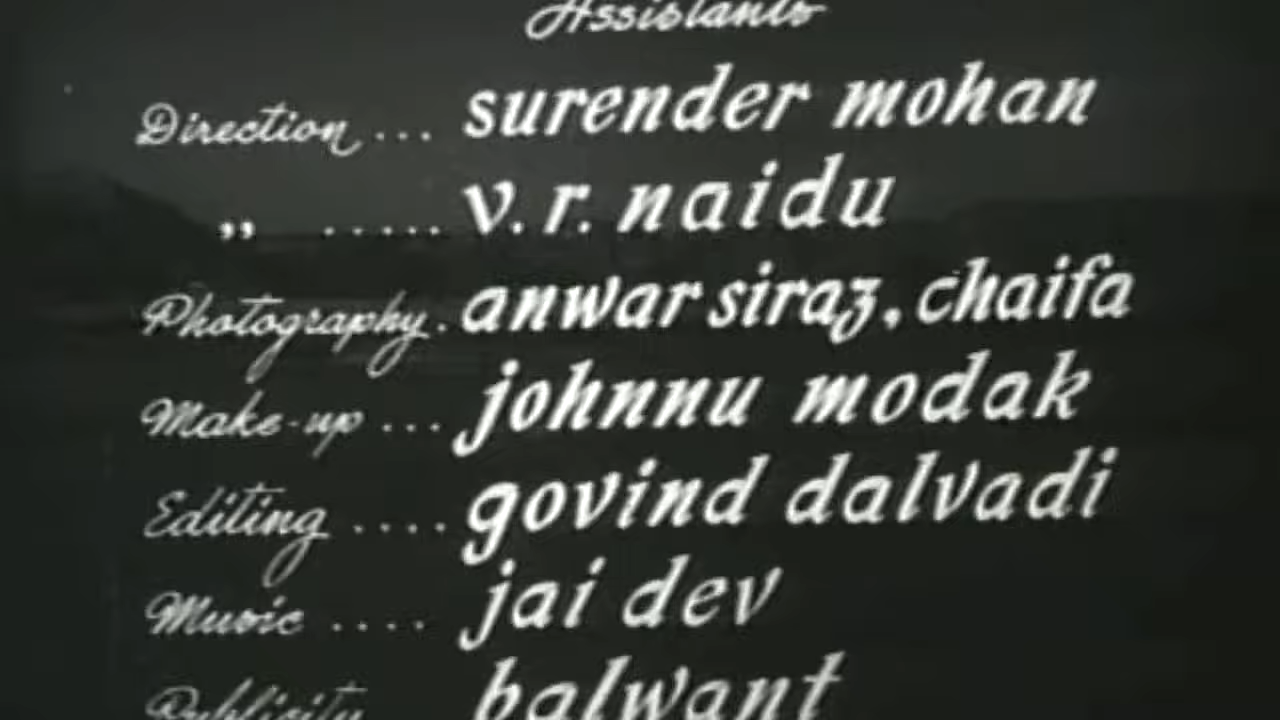 Assistants
Direction ... surender mohan
,, ..... v. r. naidu
Photography. anwar siraz, chaifa
Make-up ... johnnu modak
Editing .... govind dalvadi
Music .... jai dev
Publicity balwant